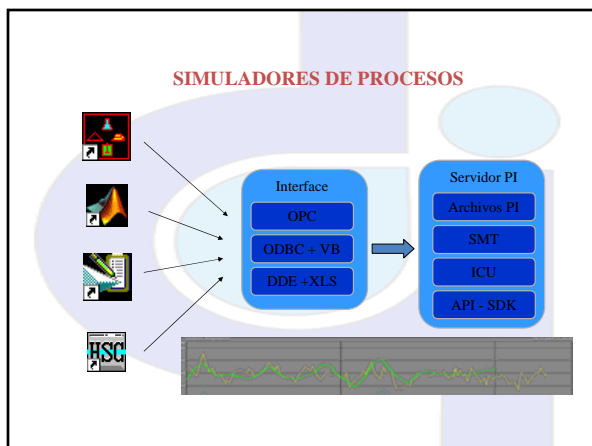 SIMULADORES DE PROCESOS
Interface
OPC
ODBC + VB
DDE +XLS
Servidor PI
Archivos PI
SMT
ICU
API - SDK
HSC